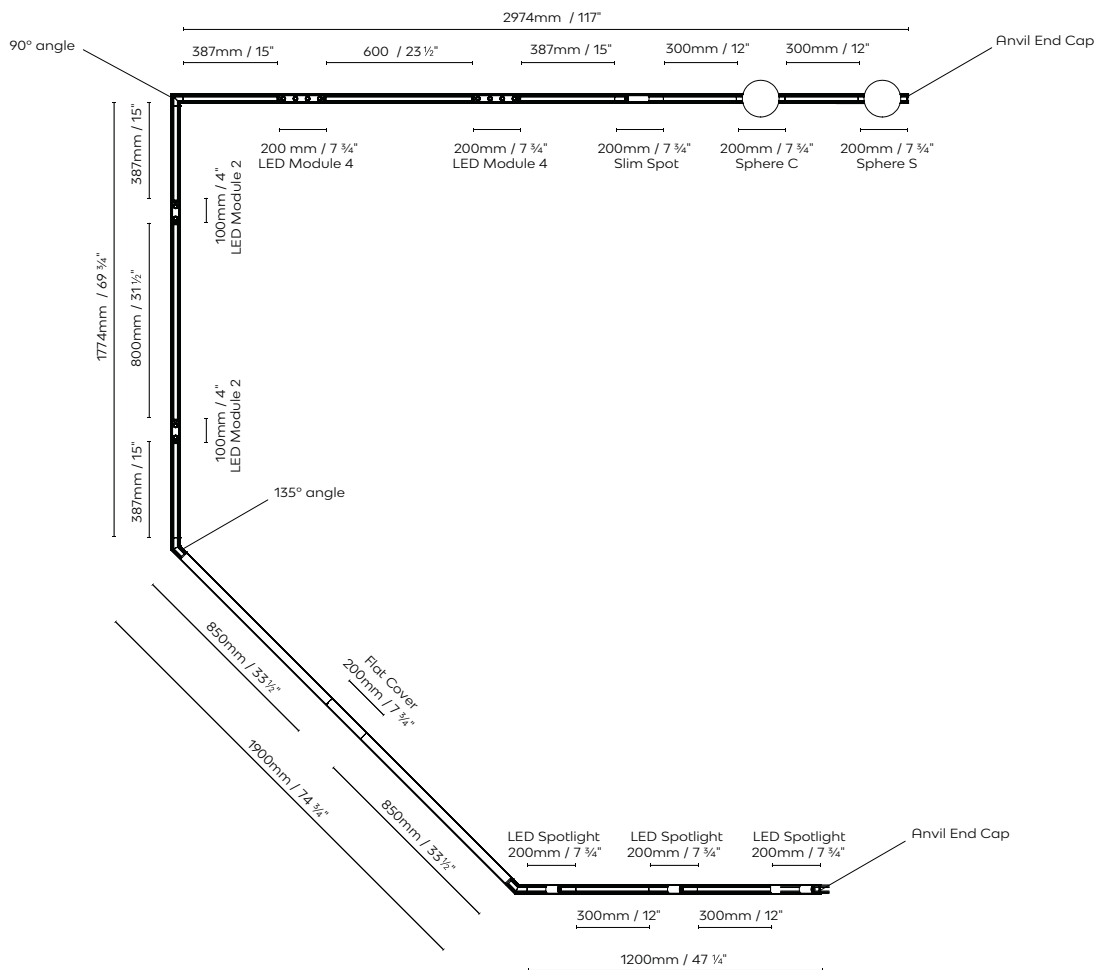 2974mm / 117"
90º angle
387mm / 15"
600 / 23 ½"
387mm / 15"
300mm / 12"
300mm / 12"
Anvil End Cap
200 mm / 7 ¾"
LED Module 4
200mm / 7 ¾"
LED Module 4
200mm / 7 ¾"
Slim Spot
200mm / 7 ¾"
Sphere C
200mm / 7 ¾"
Sphere S
387mm / 15"
100mm / 4"
LED Module 2
1774mm / 69 ¾"
800mm / 31 ½"
100mm / 4"
LED Module 2
387mm / 15"
135º angle
850mm / 33½"
Flat Cover
200mm / 7 ¾"
1900mm / 74 ¾"
850mm / 33½"
LED Spotlight
200mm / 7 ¾"
LED Spotlight
200mm / 7 ¾"
LED Spotlight
200mm / 7 ¾"
Anvil End Cap
300mm / 12"
300mm / 12"
1200mm / 47 ¼"